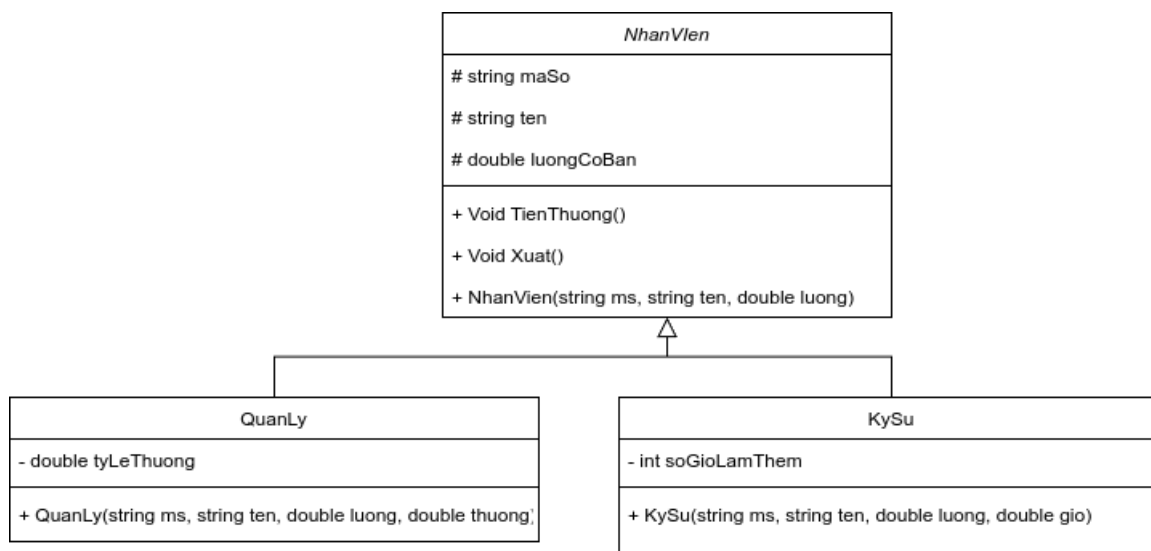 NhanVIen
# string maSo
# string ten
# double luongCoBan
+ Void TienThuong()
+ Void Xuat()
+ NhanVien(string ms, string ten, double luong)
QuanLy
- double tyLeThuong
+ QuanLy(string ms, string ten, double luong, double thuong)
KySu
- int soGioLamThem
+ KySu(string ms, string ten, double luong, double gio)